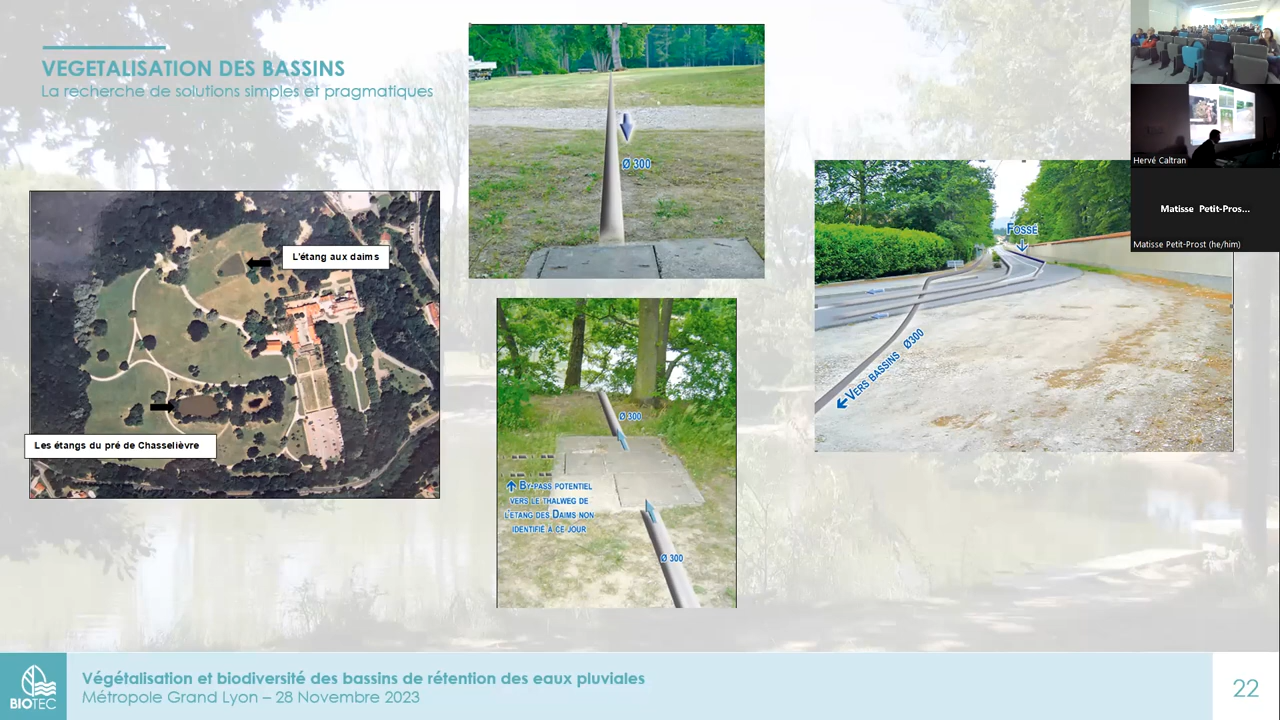 VEGETALISATION DES BASSINS
La recherche de solutions simples et pragmatiques
L'étang aux daims
Les étangs du pré de Chasselièvre
Ø 300
Ø 300
BY-PASS POTENTIEL
VERS LE THALWEG DE
L'ETANG DES DAIMS NON
IDENTIFIÉ A CE JOUR
Ø 300
FOSSÉ
VERS BASSINS Ø300
Hervé Caltran
Matisse Petit-Pros...
Matisse Petit-Prost (he/him)
BIOTEC
Végétalisation et biodiversité des bassins de rétention des eaux pluviales
Métropole Grand Lyon – 28 Novembre 2023
22